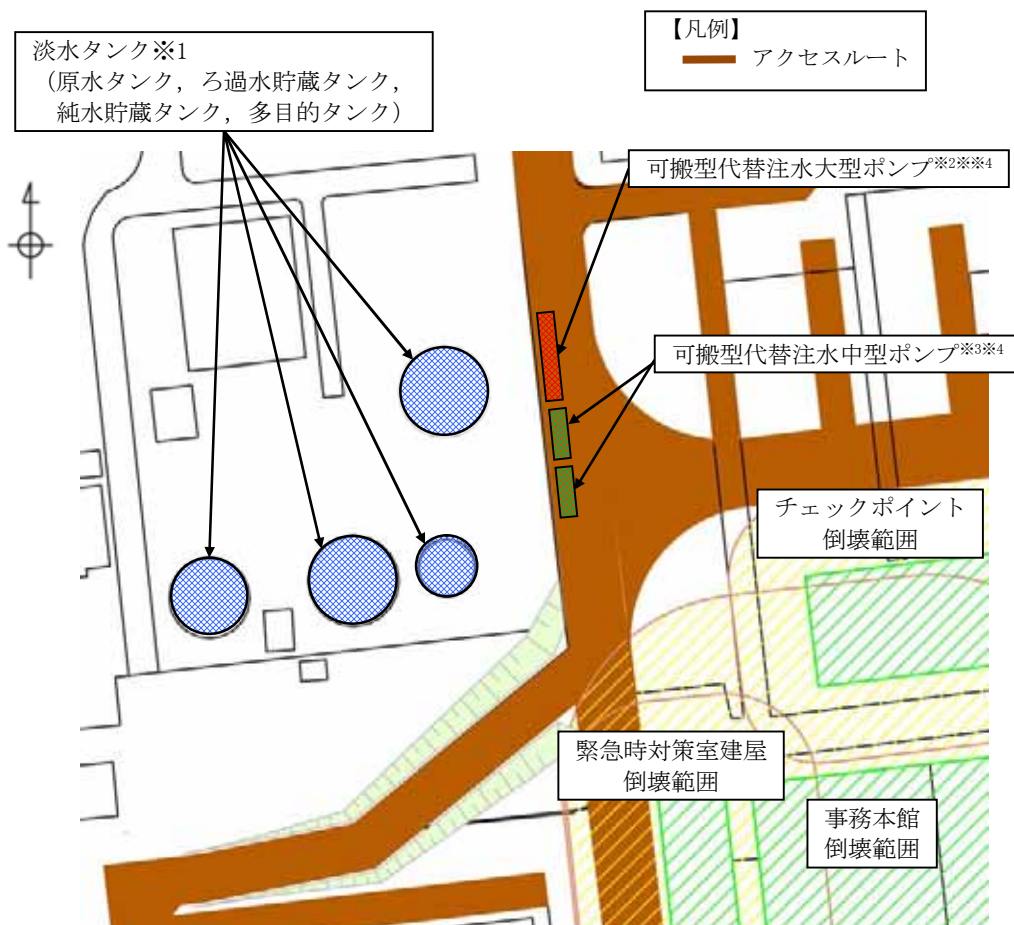 淡水タンク※1
（原水タンク，ろ過水貯蔵タンク，
純水貯蔵タンク，多目的タンク）
【凡例】
アクセスルート
可搬型代替注水大型ポンプ※2※※4
可搬型代替注水中型ポンプ※3※4
チェックポイント
倒壊範囲
緊急時対策室建屋
倒壊範囲
事務本館
倒壊範囲